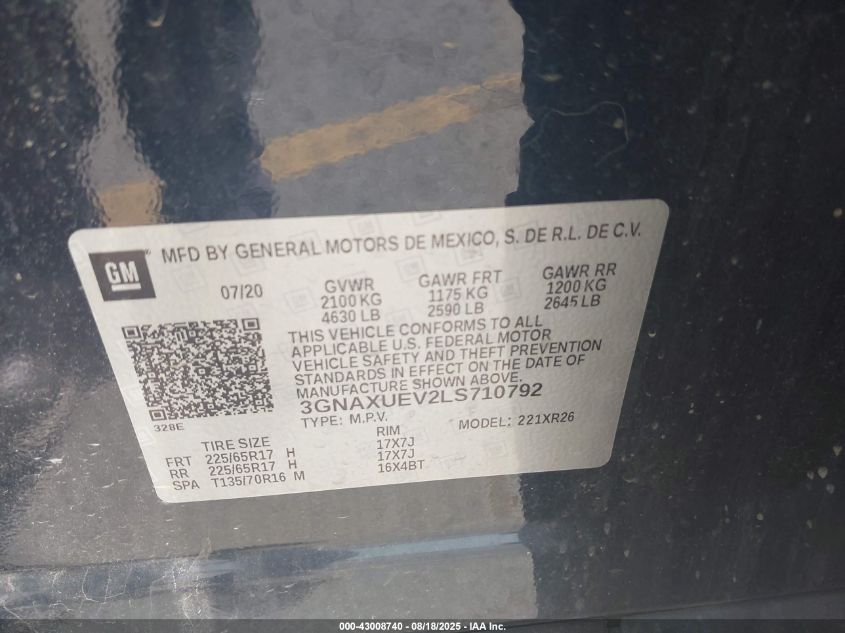 GM®
MFD BY GENERAL MOTORS DE MEXICO, S. DE R.L. DE C.V.
07/20 GVWR GAWR FRT GAWR RR
2100 KG 1175 KG 1200 KG
4630 LB 2590 LB 2645 LB
THIS VEHICLE CONFORMS TO ALL
APPLICABLE U.S. FEDERAL MOTOR
VEHICLE SAFETY AND THEFT PREVENTION
STANDARDS IN EFFECT ON THE DATE OF
MANUFACTURE SHOWN ABOVE.
3GNAXUEV2LS710792
328E TYPE: M.P.V. MODEL: 221XR26
TIRE SIZE RIM
FRT 225/65R17 H 17X7J
RR 225/65R17 H 17X7J
SPA T135/70R16 M 16X4BT
000-43008740 - 08/18/2025 - IAA Inc.